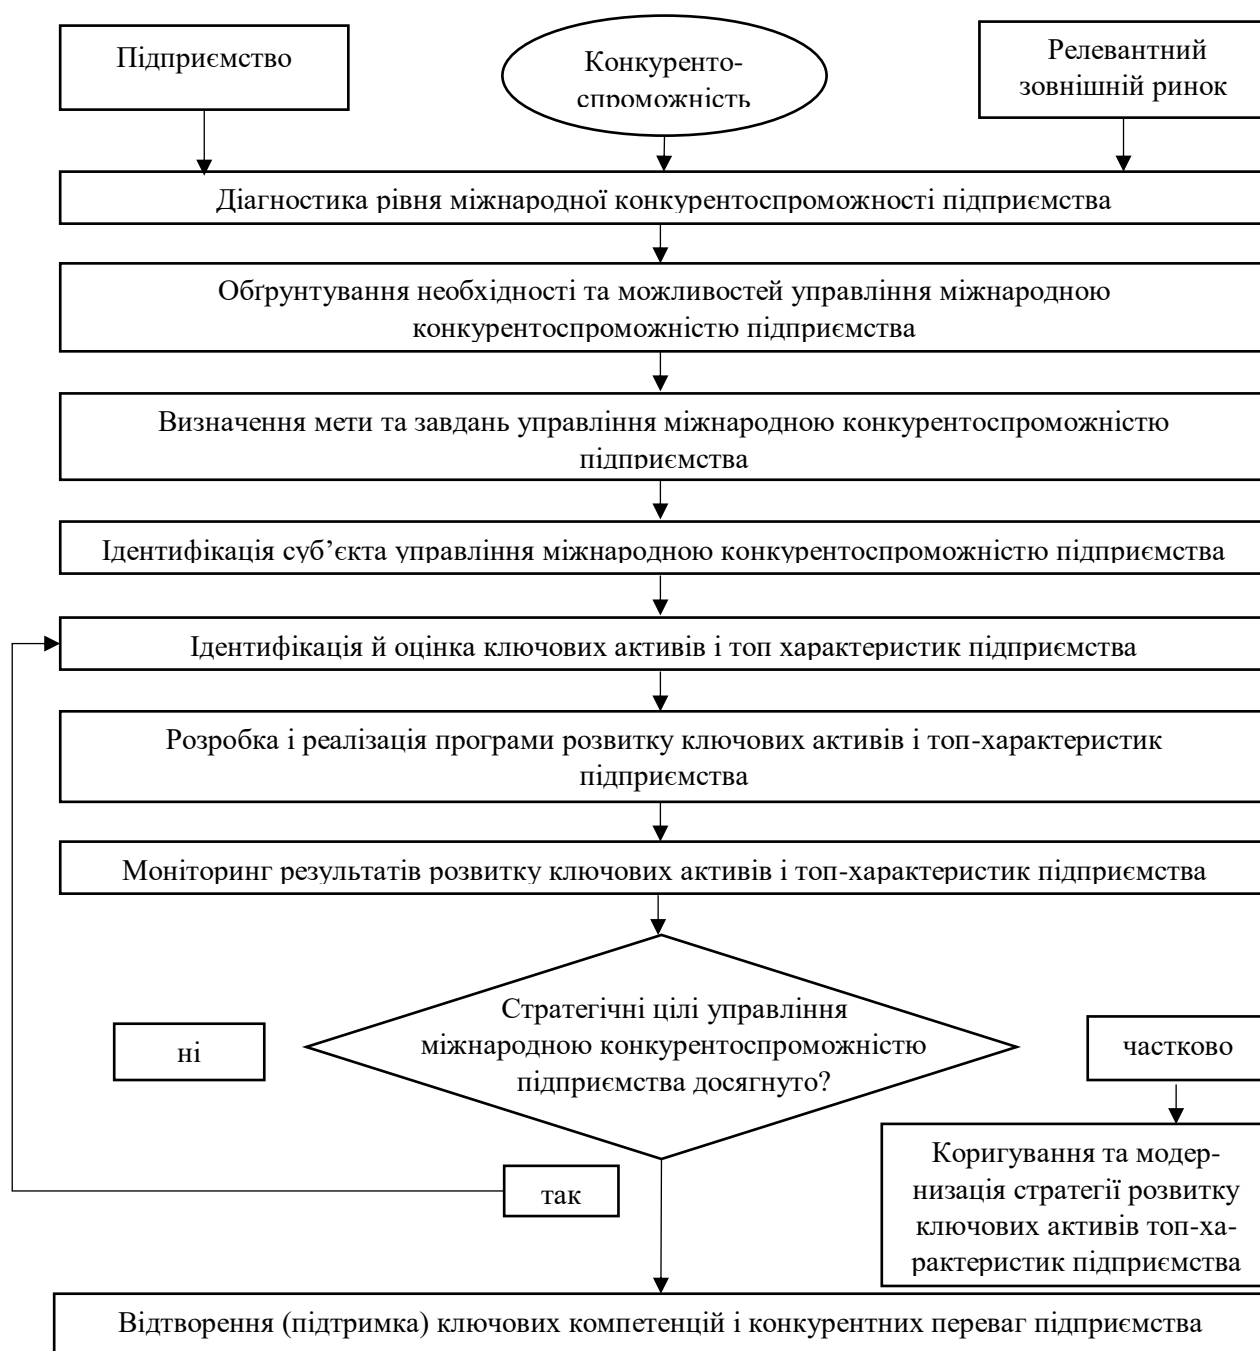 Підприємство
Конкуренто-
спроможність
Релевантний
зовнішній ринок
Діагностика рівня міжнародної конкурентоспроможності підприємства
Обґрунтування необхідності та можливостей управління міжнародною
конкурентоспроможністю підприємства
Визначення мети та завдань управління міжнародною конкурентоспроможністю
підприємства
Ідентифікація суб’єкта управління міжнародною конкурентоспроможністю підприємства
Ідентифікація й оцінка ключових активів і топ характеристик підприємства
Розробка і реалізація програми розвитку ключових активів і топ-характеристик
підприємства
Моніторинг результатів розвитку ключових активів і топ-характеристик підприємства
Стратегічні цілі управління
міжнародною конкурентоспроможністю
підприємства досягнуто?
ні
частково
так
Коригування та модер-
низація стратегії розвитку
ключових активів топ-ха-
рактеристик підприємства
Відтворення (підтримка) ключових компетенцій і конкурентних переваг підприємства